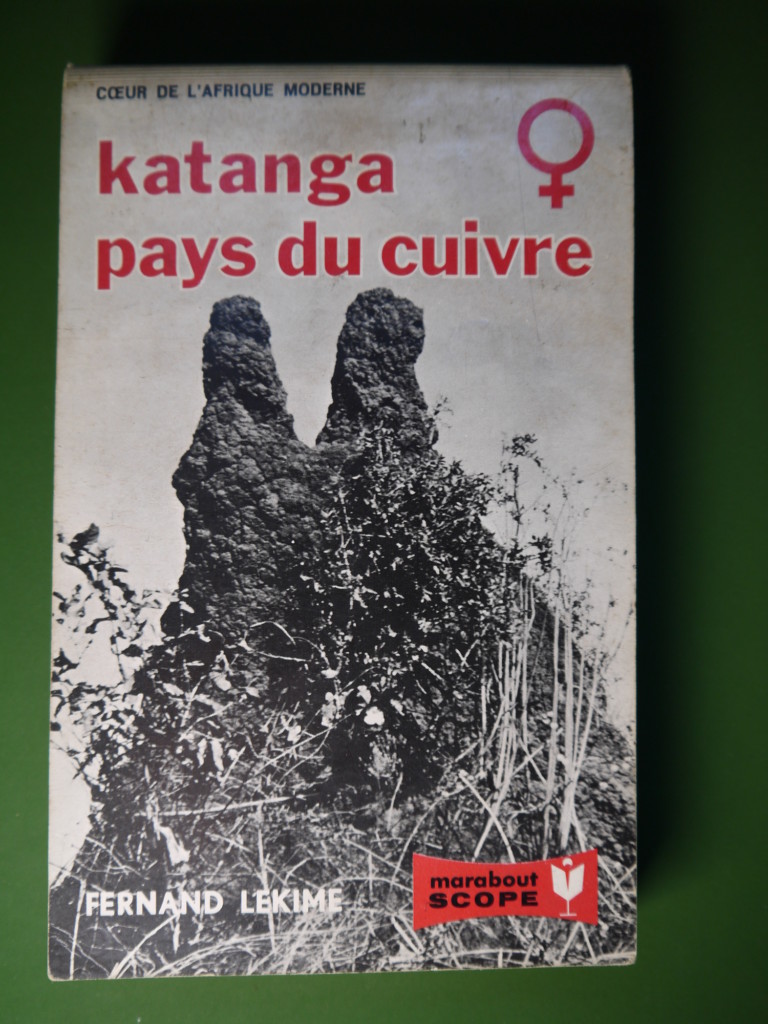 CŒUR DE L'AFRIQUE MODERNE
katanga
pays du cuivre
FERNAND LEKIME
marabout
SCOPE